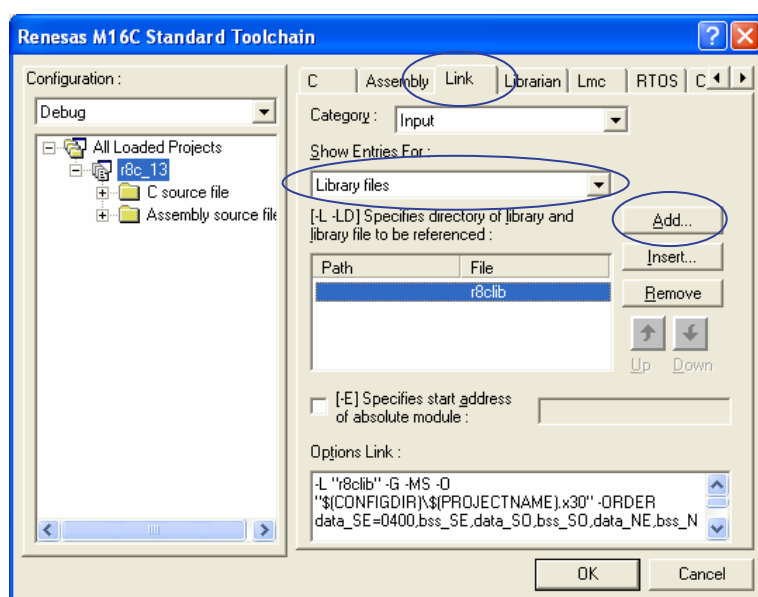 Renesas M16C Standard Toolchain
Configuration :
Debug
All Loaded Projects
r8c_13
C source file
Assembly source file
C Assembly Link Librarian Lmc RTOS C
Category : Input
Show Entries For :
Library files
[-L -LD] Specifies directory of library and
library file to be referenced :
Path File
r8clib
Add...
Insert...
Remove
Up Down
[-E] Specifies start address
of absolute module :
Options Link :
-L "r8clib" -G -MS -O
"$(CONFIGDIR)\$(PROJECTNAME).x30" -ORDER
data_SE=0400,bss_SE,data_SO,bss_SO,data_NE,bss_N
OK Cancel